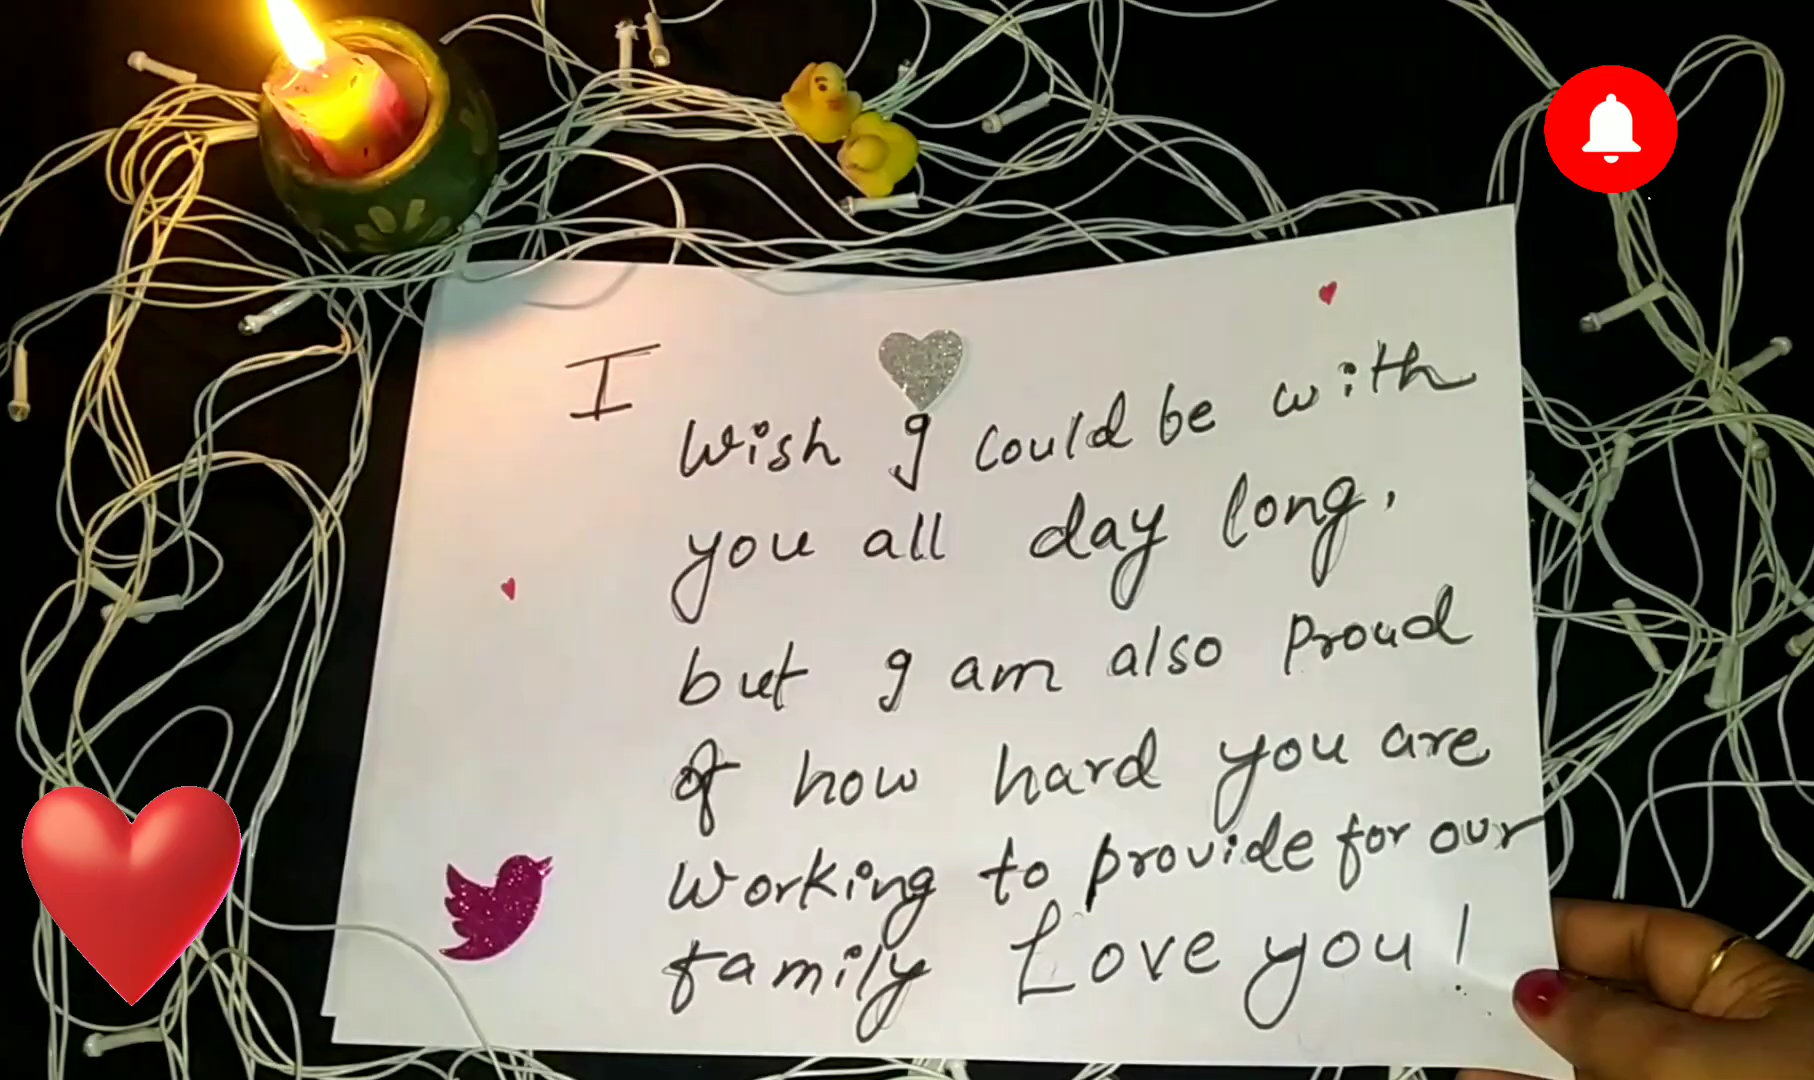 I
wish I could be with
you all day long,
but I am also proud
of how hard you are
working to provide for our
family Love you!